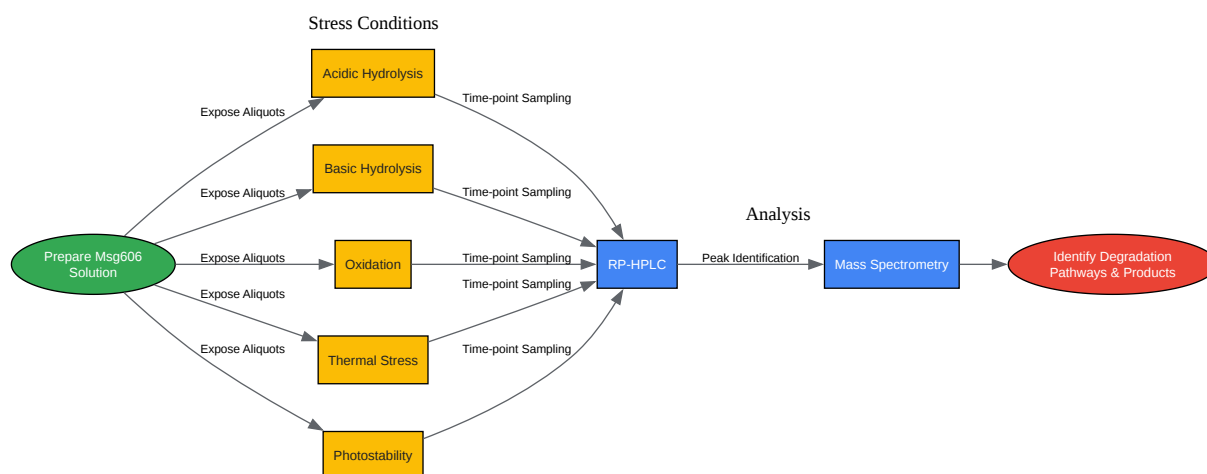 Stress Conditions
Acidic Hydrolysis
Expose Aliquots
Time-point Sampling
Basic Hydrolysis
Expose Aliquots
Time-point Sampling
Analysis
Prepare Msg606
Solution
Expose Aliquots
Oxidation
Time-point Sampling
RP-HPLC
Peak Identification
Mass Spectrometry
Identify Degradation
Pathways & Products
Expose Aliquots
Time-point Sampling
Thermal Stress
Expose Aliquots
Time-point Sampling
Photostability